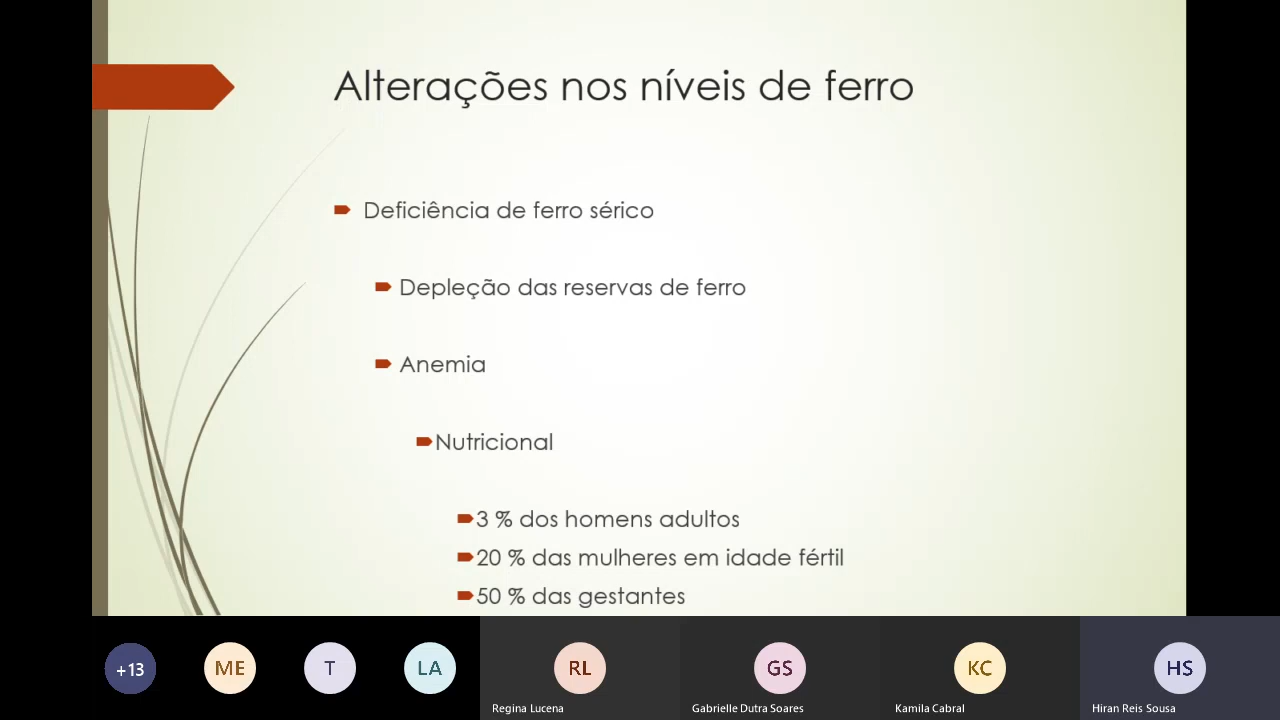 Alterações nos níveis de ferro
Deficiência de ferro sérico
Depleção das reservas de ferro
Anemia
Nutricional
3 % dos homens adultos
20 % das mulheres em idade fértil
50 % das gestantes
+13
ME
T
LA
RL
GS
KC
HS
Regina Lucena
Gabrielle Dutra Soares
Kamila Cabral
Hiran Reis Sousa